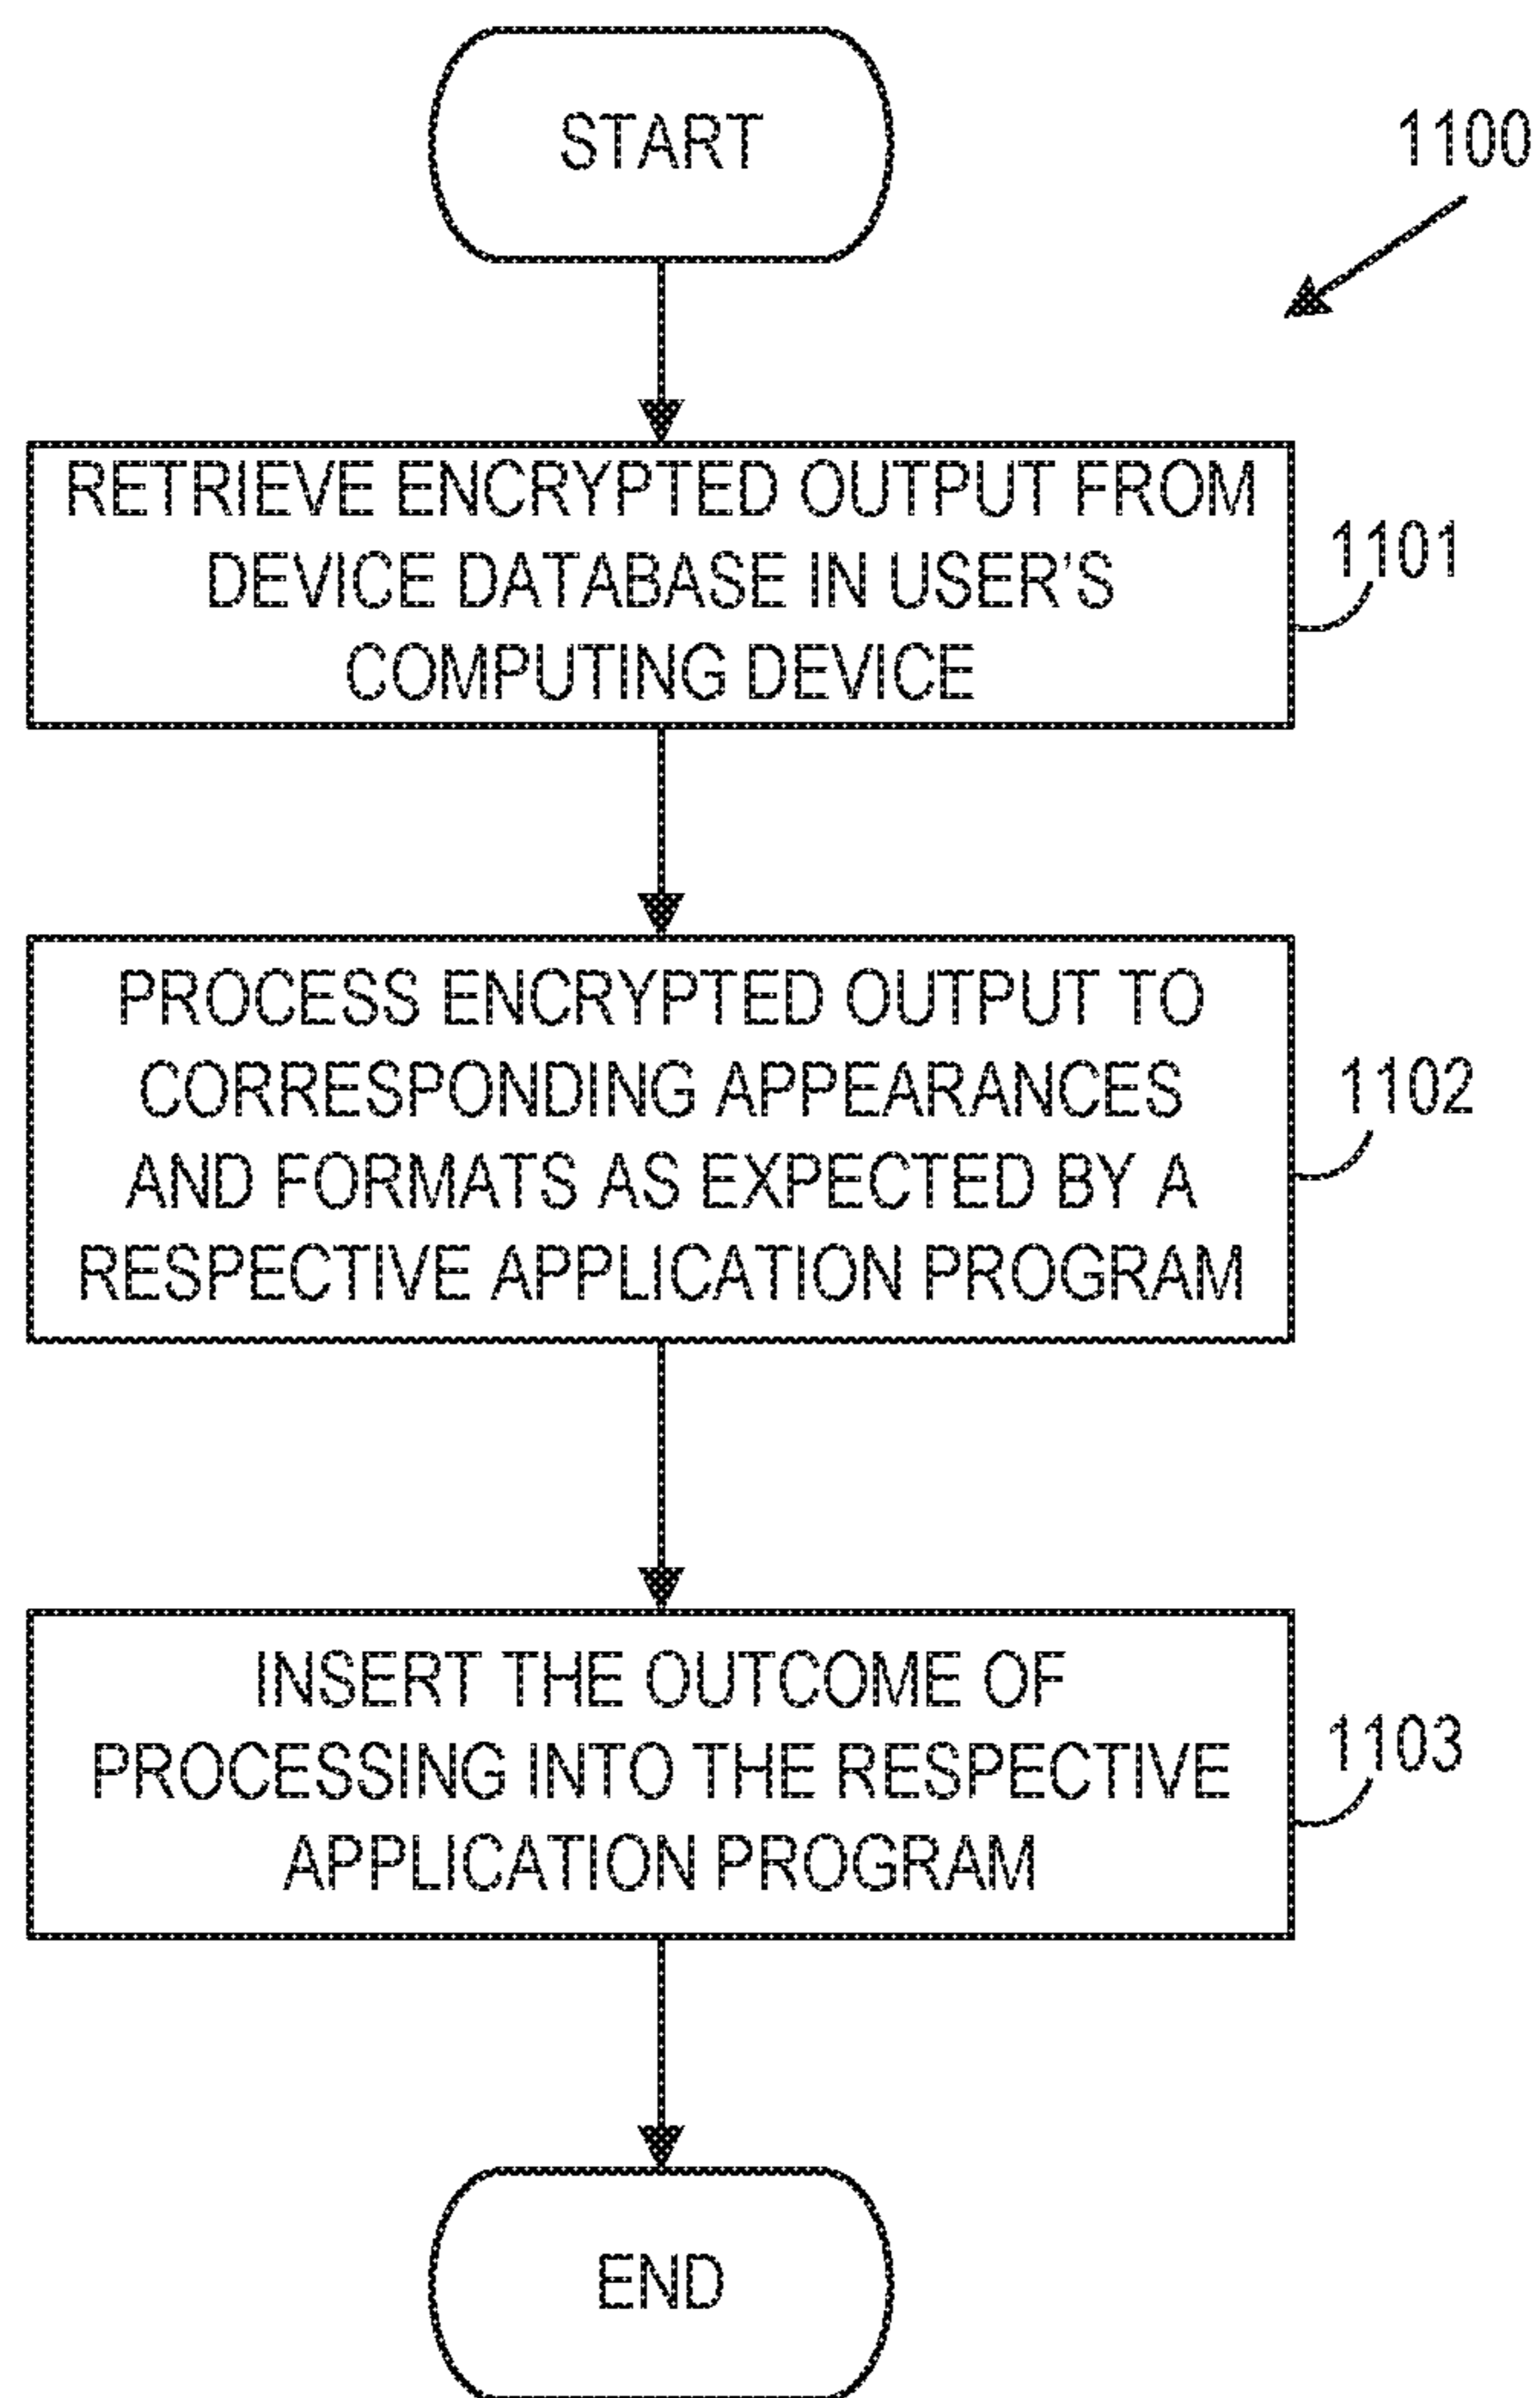 START
1100
RETRIEVE ENCRYPTED OUTPUT FROM
DEVICE DATABASE IN USER'S
COMPUTING DEVICE
1101
PROCESS ENCRYPTED OUTPUT TO
CORRESPONDING APPEARANCES
AND FORMATS AS EXPECTED BY A
RESPECTIVE APPLICATION PROGRAM
1102
INSERT THE OUTCOME OF
PROCESSING INTO THE RESPECTIVE
APPLICATION PROGRAM
1103
END